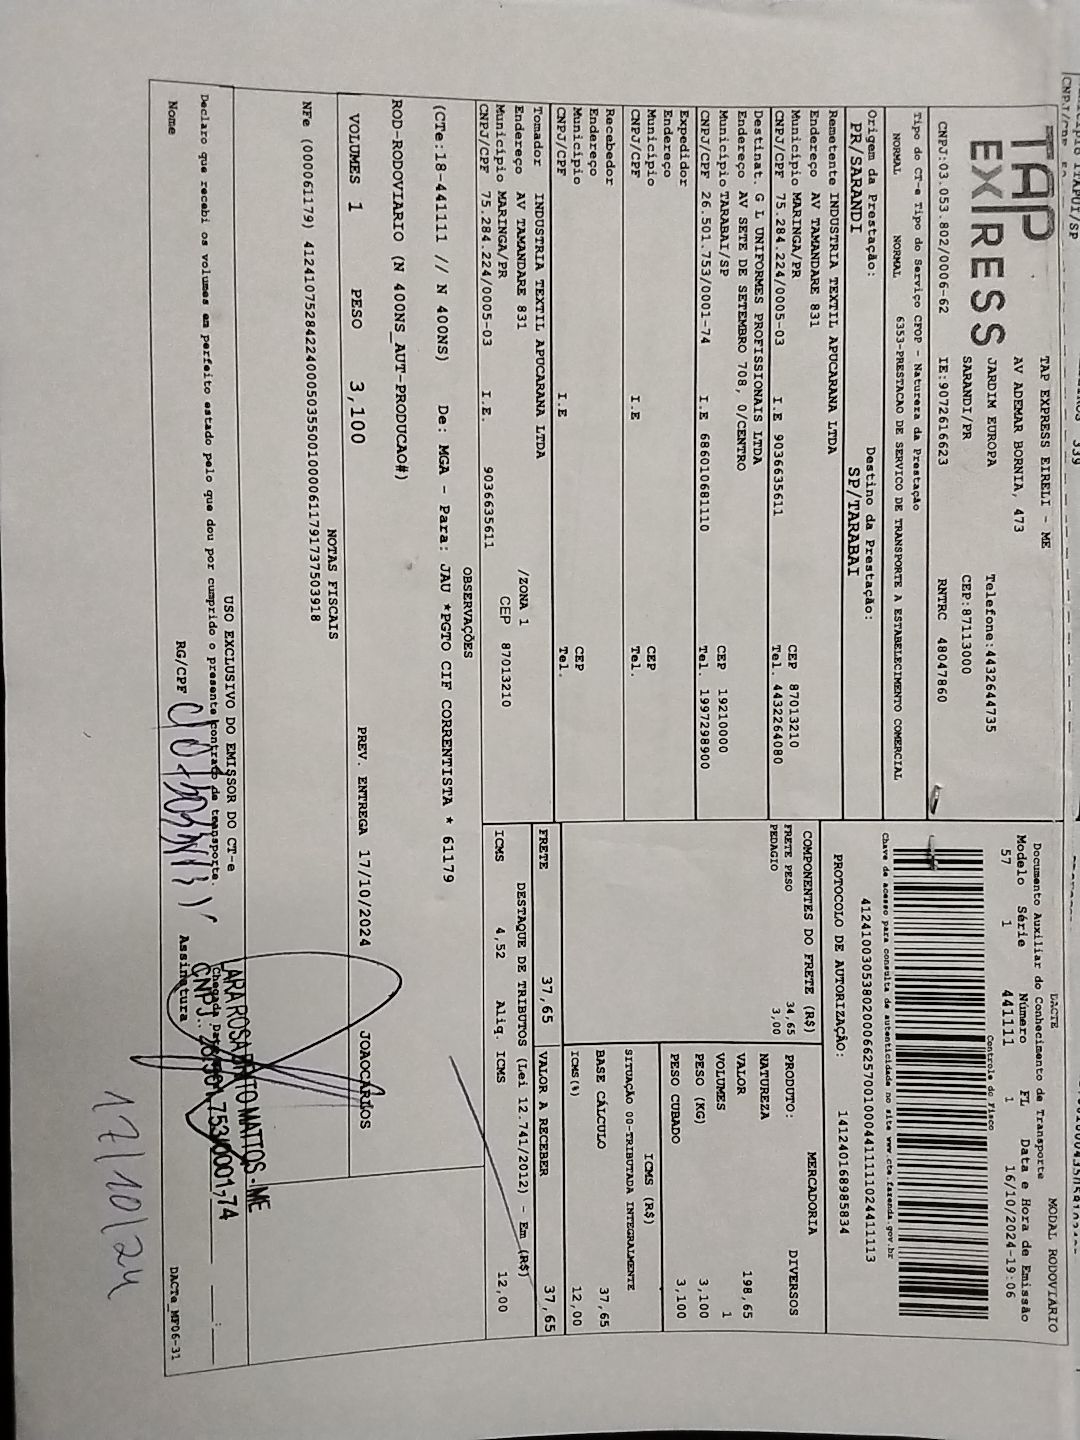 TAP
EXPRESS
TAP EXPRESS EIRELI - ME
AV ADEMAR BORNIA, 473
JARDIM EUROPA
Telefone:4432644735
SARANDI/PR
CEP:87113000
CNPJ:03.053.802/0006-62
IE:9072616623
RNTRC 48047860
DACTE
MODAL RODOVIÁRIO
Documento Auxiliar do Conhecimento de Transporte
Modelo Série Número FL Data e Hora de Emissão
57 1 441111 1 16/10/2024-19:06
Controle do Fisco
Chave de acesso para consulta de autenticidade no site www.cte.fazenda.gov.br
PROTOCOLO DE AUTORIZAÇÃO: 141240168985834
Tipo do CT-e Tipo do Serviço CFOP - Natureza da Prestação
NORMAL NORMAL 6353-PRESTACAO DE SERVICO DE TRANSPORTE A ESTABELECIMENTO COMERCIAL
Origem da Prestação: Destino da Prestação:
PR/SARANDI SP/TARABAI
Remetente INDUSTRIA TEXTIL APUCARANA LTDA
Endereço AV TAMANDARE 831
Município MARINGA/PR CEP 87013210
CNPJ/CPF 75.284.224/0005-03 I.E 9036635611 Tel. 4432264080
Destinat. G L UNIFORMES PROFISSIONAIS LTDA
Endereço AV SETE DE SETEMBRO 708, 0/CENTRO
Município TARABAI/SP CEP 19210000
CNPJ/CPF 26.501.753/0001-74 I.E 686010681110 Tel. 19997298900
Expedidor
Endereço
Município CEP
CNPJ/CPF I.E Tel.
Recebedor
Endereço
Município CEP
CNPJ/CPF I.E Tel.
Tomador INDUSTRIA TEXTIL APUCARANA LTDA
Endereço AV TAMANDARE 831 /ZONA 1
Município MARINGA/PR CEP 87013210
CNPJ/CPF 75.284.224/0005-03 I.E. 9036635611
COMPONENTES DO FRETE (R$)
FRETE PESO 34,65
PEDAGIO 3,00
MERCADORIA
PRODUTO: DIVERSOS
NATUREZA
VALOR 198,65
VOLUMES 1
PESO (KG) 3,100
PESO CUBADO 3,100
ICMS (R$)
SITUAÇÃO 00-TRIBUTADA INTEGRALMENTE
BASE CÁLCULO 37,65
ICMS(%) 12,00
FRETE 37,65 VALOR A RECEBER 37,65
DESTAQUE DE TRIBUTOS (Lei 12.741/2012) - Em (R$)
ICMS 4,52 Aliq. ICMS 12,00
OBSERVAÇÕES
(CTe:18-441111 // N 400NS) De: MGA - Para: JAU *PGTO CIF CORRENTISTA * 61179
ROD-RODOVIARIO (N 400NS_AUT-PRODUCAO#)
VOLUMES 1 PESO 3,100 PREV. ENTREGA 17/10/2024 JOAOCARLOS
NOTAS FISCAIS
NFe (00061179) 41241075284224000503550010000611791737503918
USO EXCLUSIVO DO EMISSOR DO CT-e
Declaro que recebi os volumes em perfeito estado pelo que dou por cumprido o presente contrato de transporte.
Nome RG/CPF Assinatura
LARA ROSA BRITO MATTOS - ME
CNPJ.: 26.501.753/0001-74
DACTe_MF06-31
17/10/24